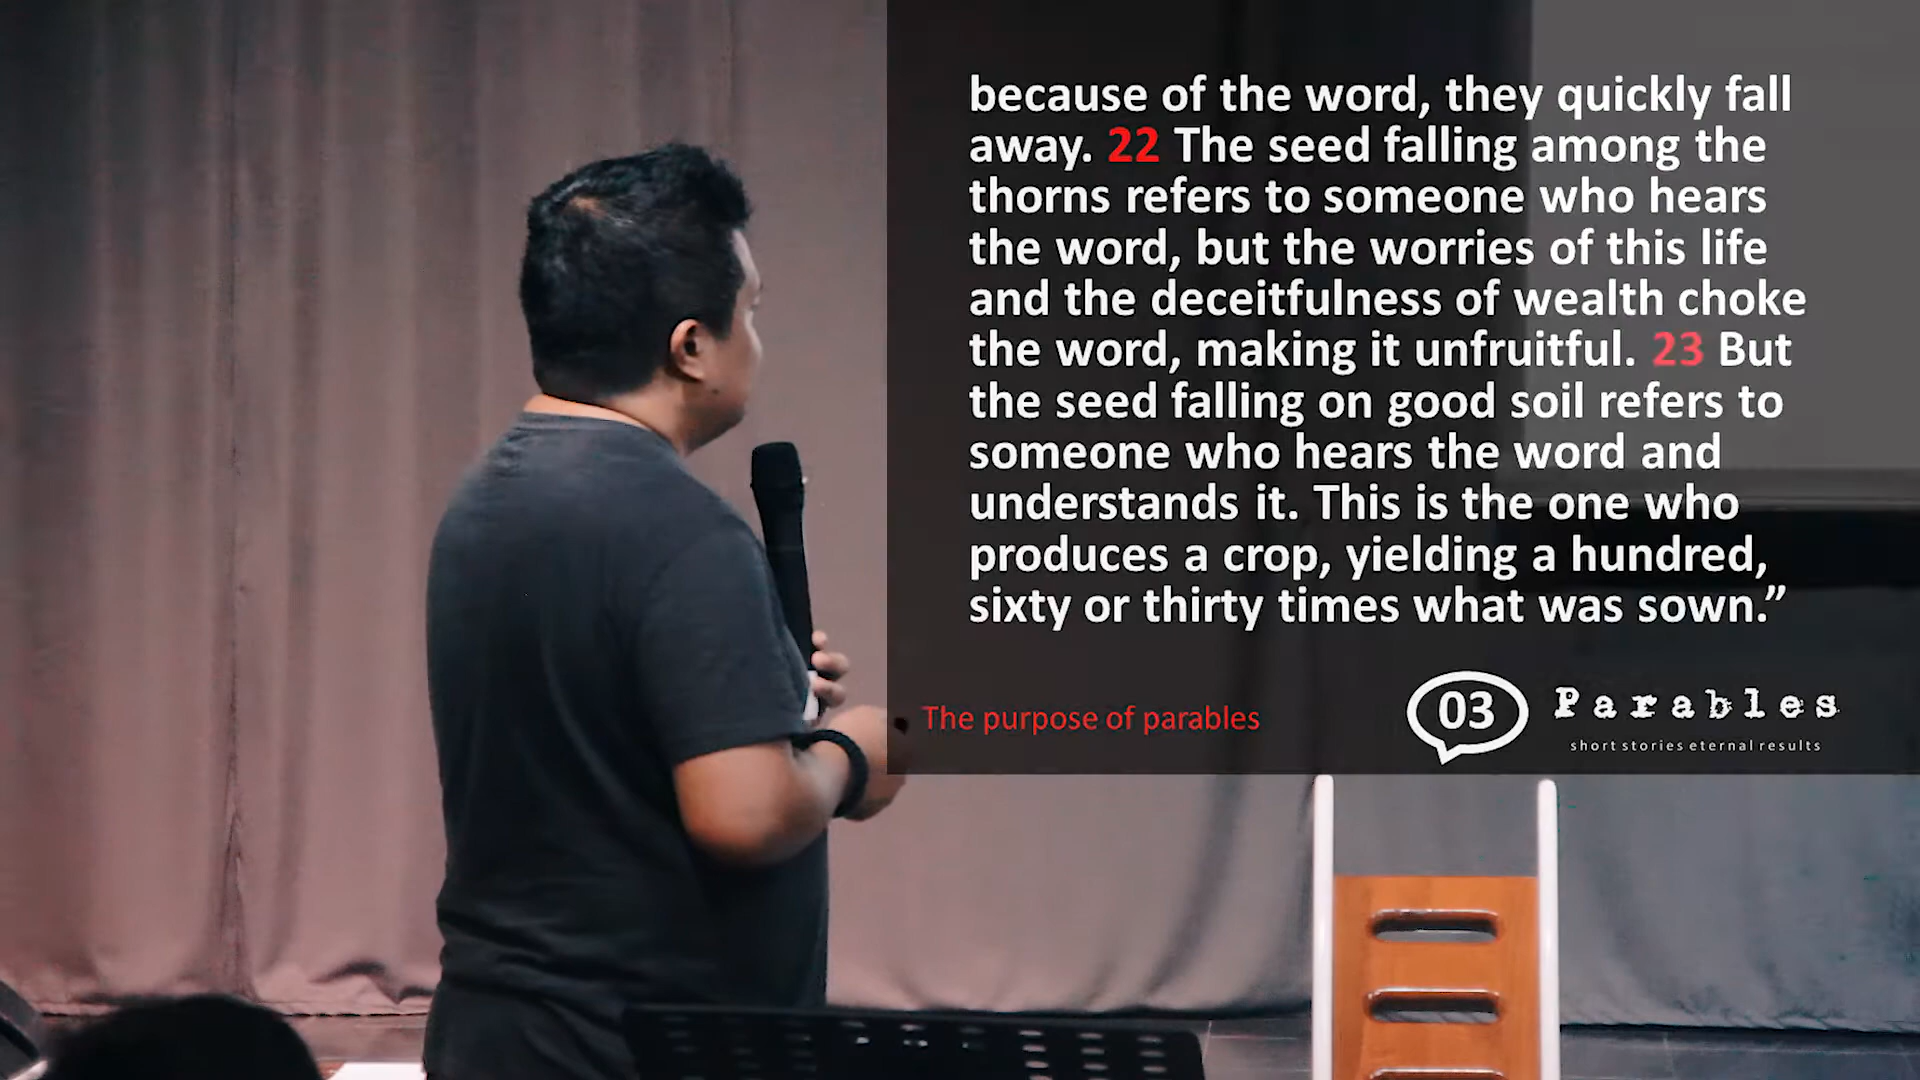 because of the word, they quickly fall
away. 22 The seed falling among the
thorns refers to someone who hears
the word, but the worries of this life
and the deceitfulness of wealth choke
the word, making it unfruitful. 23 But
the seed falling on good soil refers to
someone who hears the word and
understands it. This is the one who
produces a crop, yielding a hundred,
sixty or thirty times what was sown.”
The purpose of parables
03
Parables
short stories eternal results